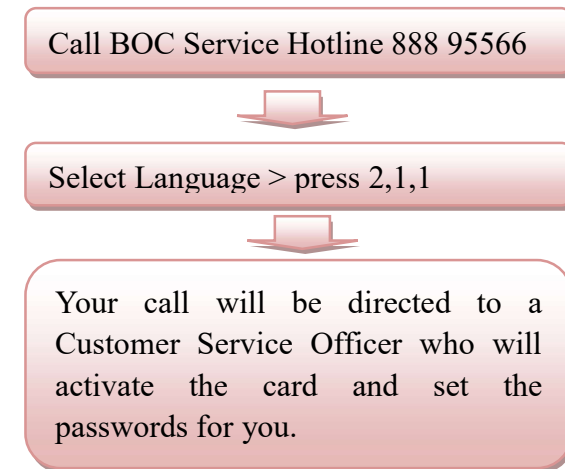 Call BOC Service Hotline 888 95566
Select Language > press 2,1,1
Your call will be directed to a
Customer Service Officer who will
activate the card and set the
passwords for you.